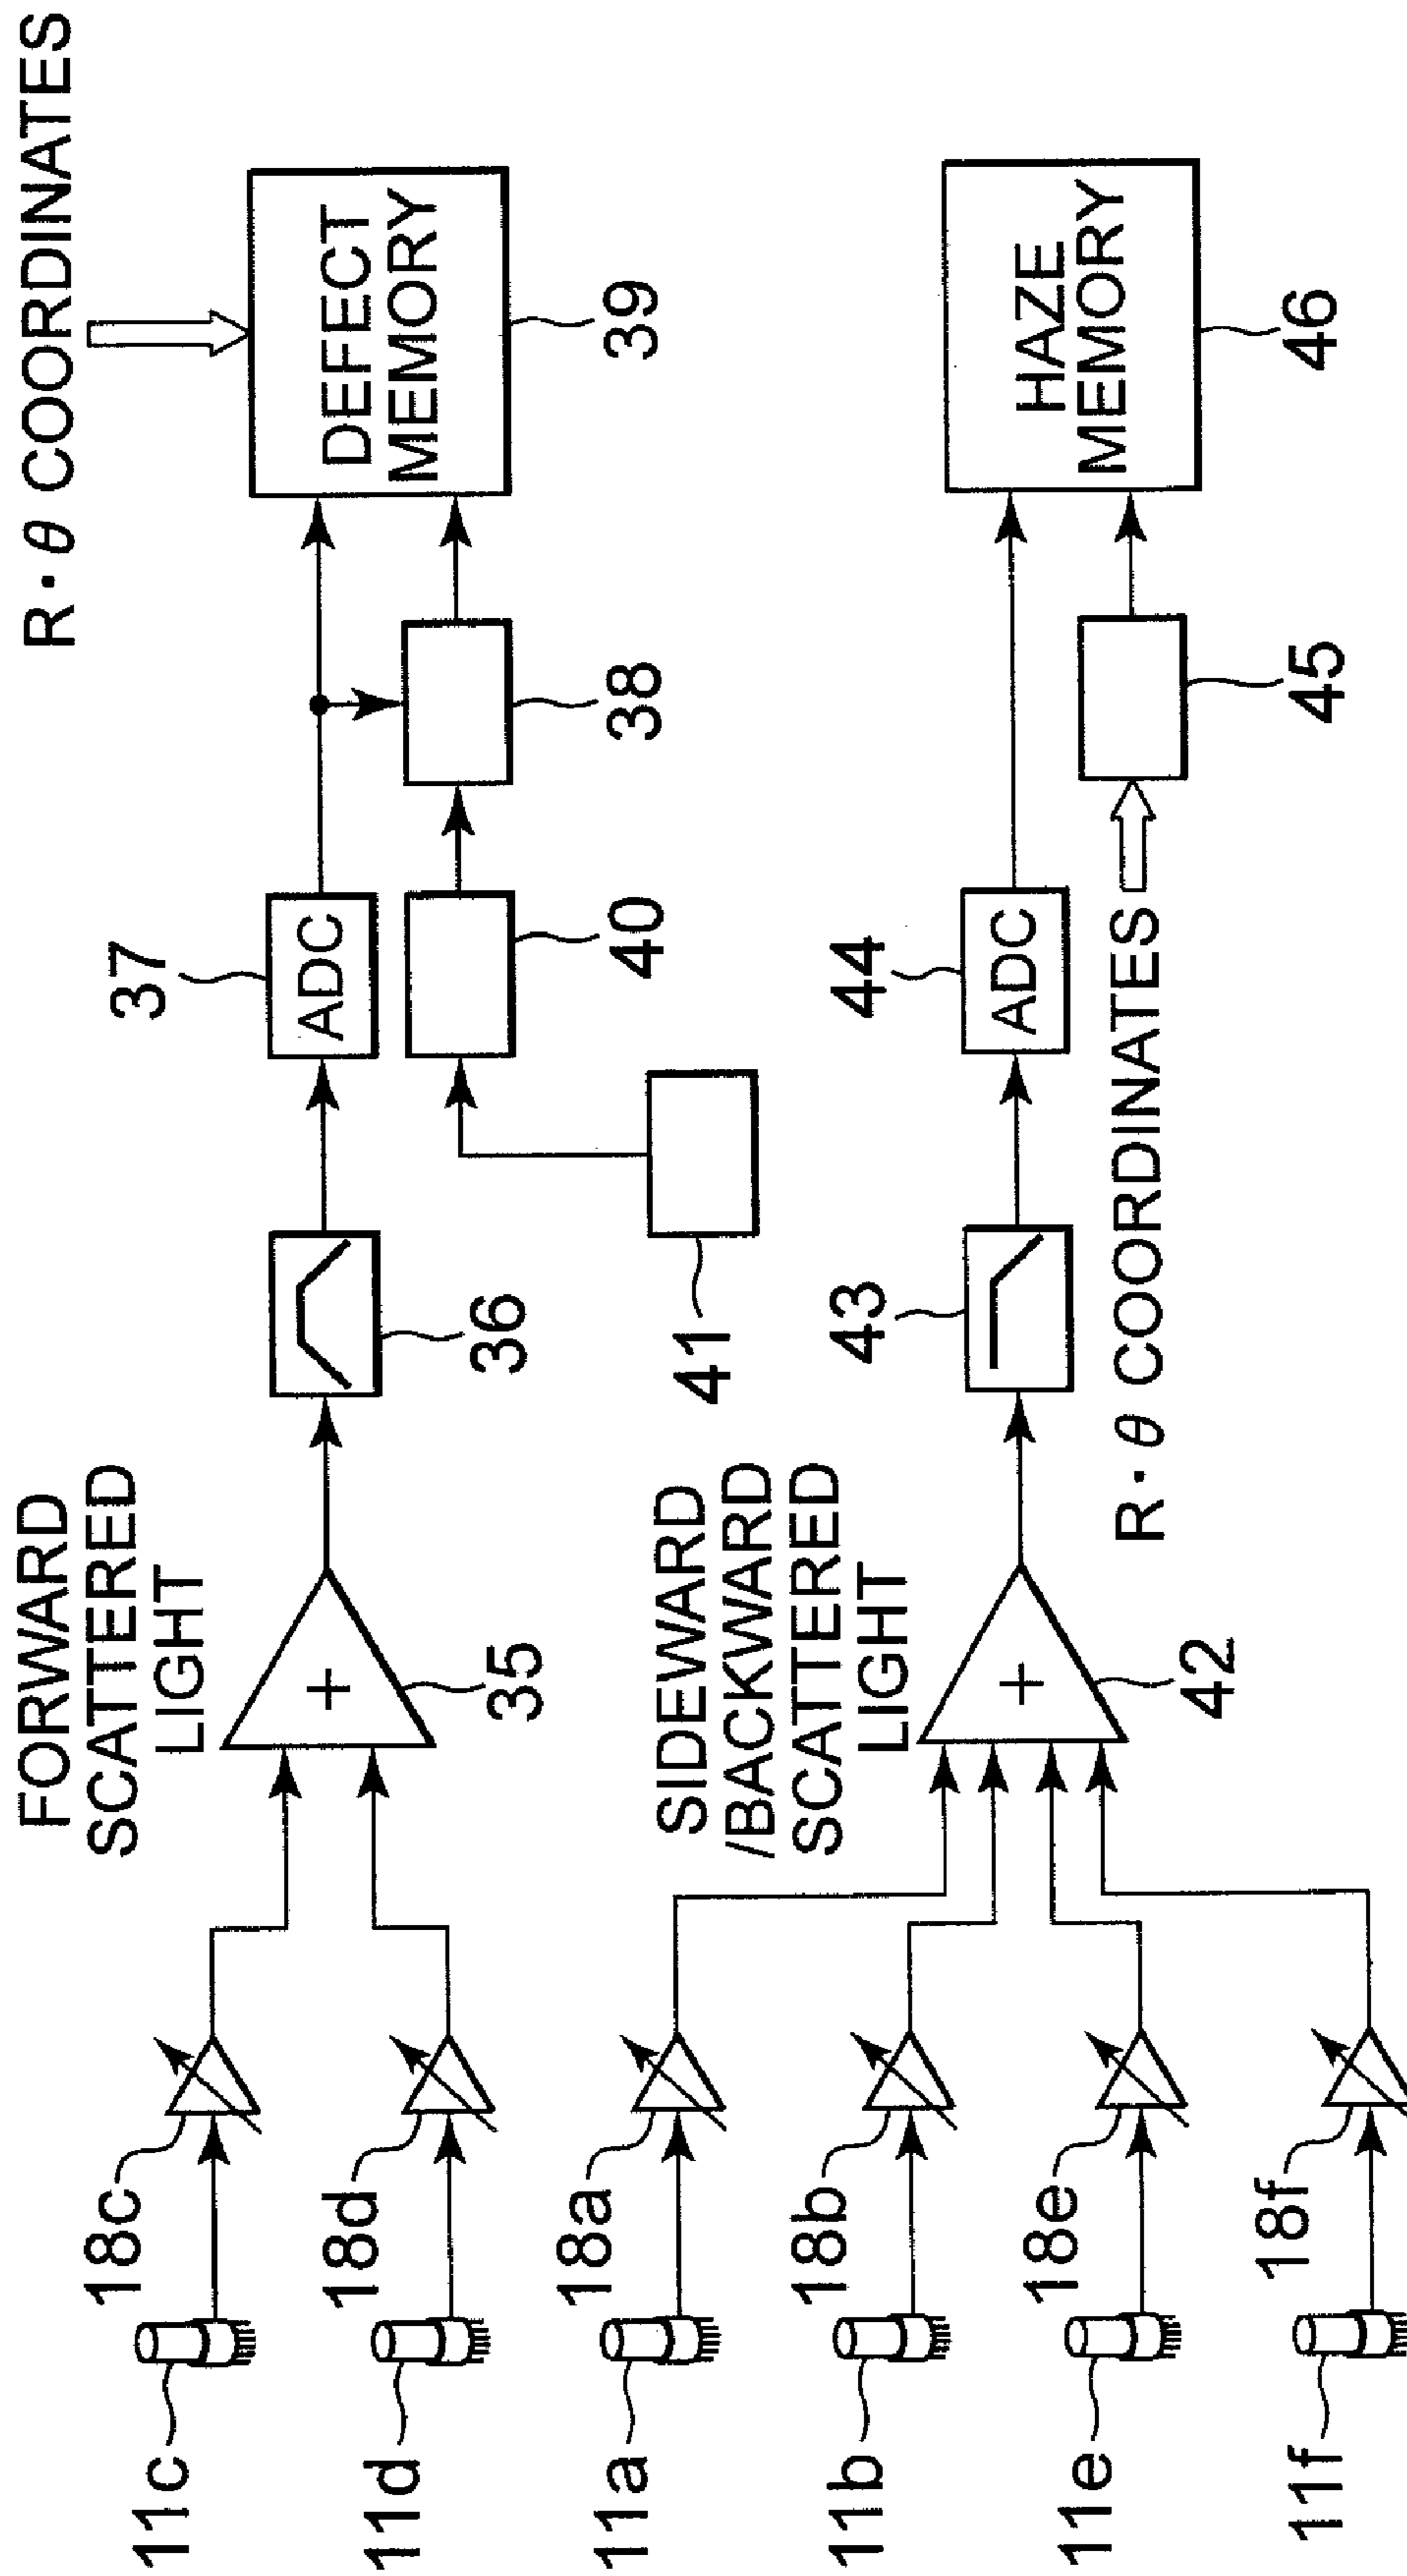 R・θ COORDINATES
FORWARD
SCATTERED
LIGHT
37
ADC
DEFECT
MEMORY
18c
11c
35
36
40
38
39
18d
11d
41
SIDEWARD
/BACKWARD
SCATTERED
LIGHT
18a
11a
43
44
ADC
HAZE
MEMORY
18b
11b
R・θ COORDINATES
42
45
46
18e
11e
18f
11f